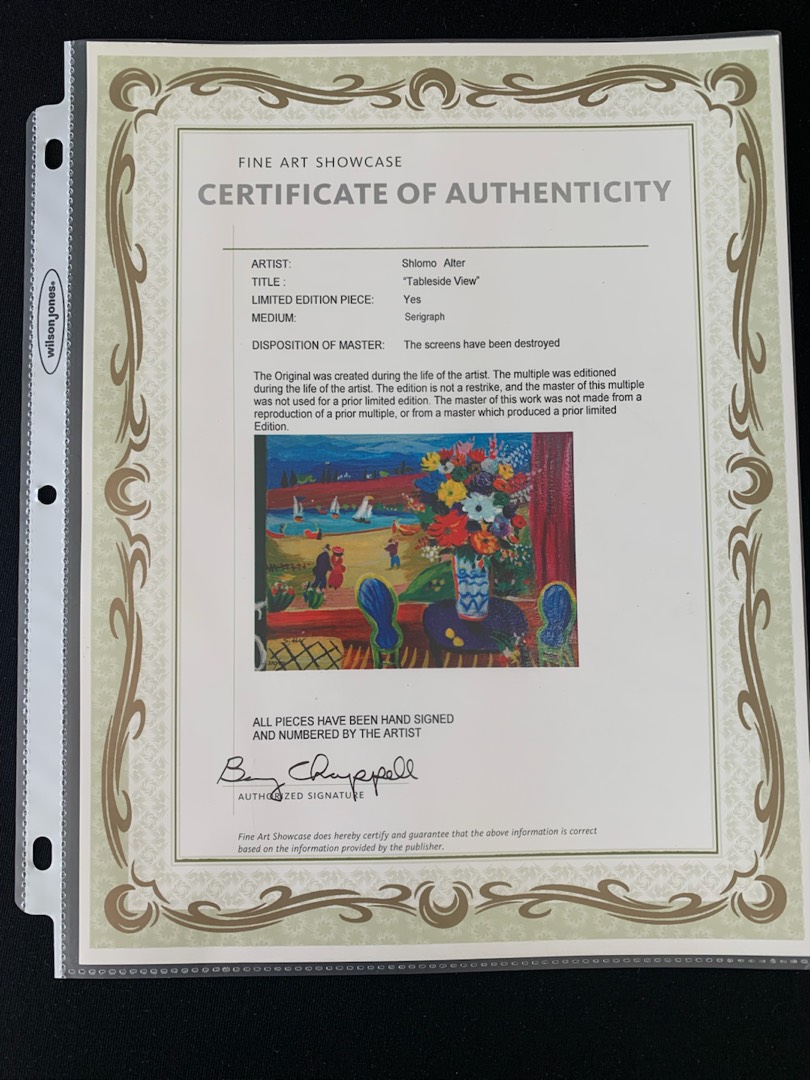 FINE ART SHOWCASE
CERTIFICATE OF AUTHENTICITY
ARTIST: Shlomo Alter
TITLE : "Tableside View"
LIMITED EDITION PIECE: Yes
MEDIUM: Serigraph
DISPOSITION OF MASTER: The screens have been destroyed
The Original was created during the life of the artist. The multiple was editioned
during the life of the artist. The edition is not a restrike, and the master of this multiple
was not used for a prior limited edition. The master of this work was not made from a
reproduction of a prior multiple, or from a master which produced a prior limited
Edition.
ALL PIECES HAVE BEEN HAND SIGNED
AND NUMBERED BY THE ARTIST
Chappell
AUTHORIZED SIGNATURE
Fine Art Showcase does hereby certify and guarantee that the above information is correct
based on the information provided by the publisher.
wilson jones®